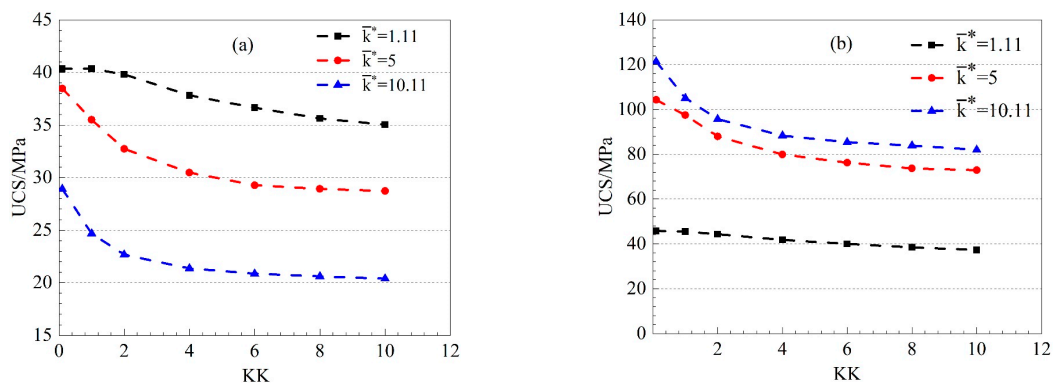 45
40
35
30
25
20
15
UCS/MPa
(a)
k̅*=1.11
k̅*=5
k̅*=10.11
0 2 4 6 8 10 12
KK
140
120
100
80
60
40
20
0
UCS/MPa
(b)
k̅*=1.11
k̅*=5
k̅*=10.11
2 4 6 8 10 12
KK